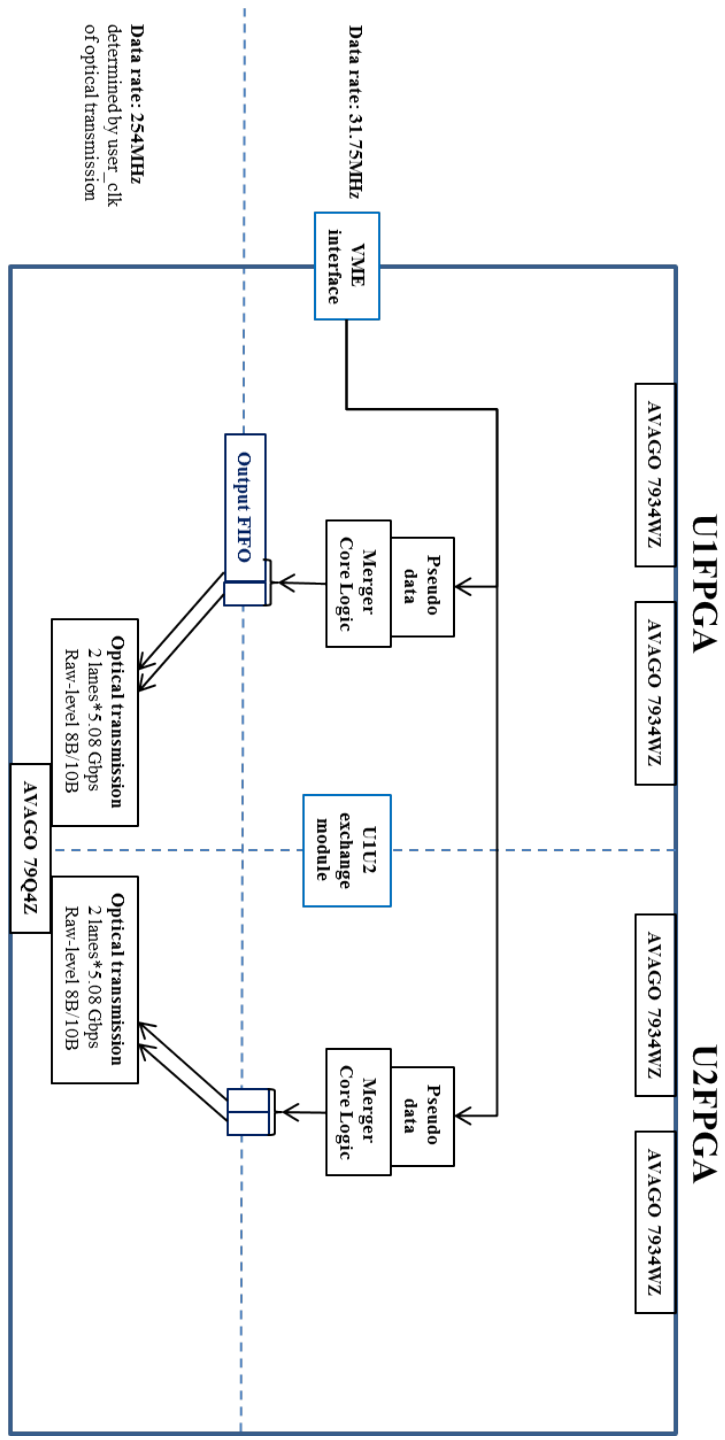 U1FPGA
U2FPGA
AVAGO 7934WZ
AVAGO 7934WZ
AVAGO 7934WZ
AVAGO 7934WZ
Data rate: 31.75MHz
VME
interface
Pseudo
data
Merger
Core Logic
U1U2
exchange
module
Pseudo
data
Merger
Core Logic
Output FIFO
Data rate: 254MHz
determined by user_clk
of optical transmission
Optical transmission
2 lanes*5.08 Gbps
Raw-level 8B/10B
Optical transmission
2 lanes*5.08 Gbps
Raw-level 8B/10B
AVAGO 79Q4Z